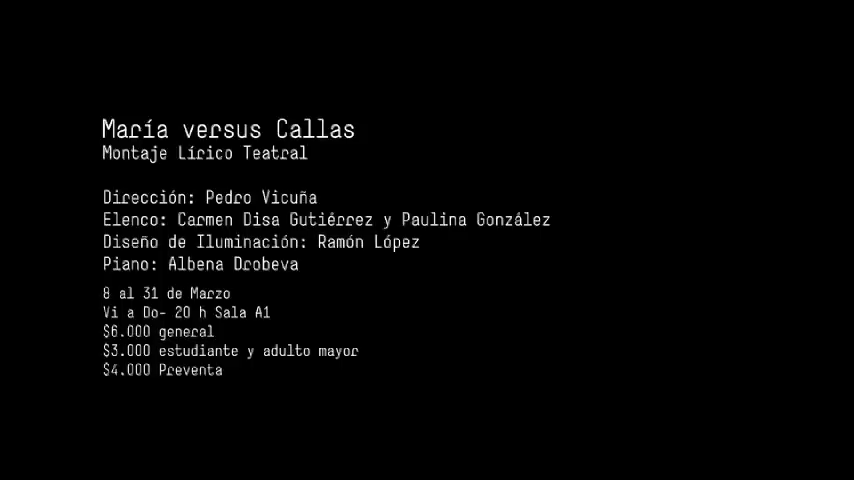 María versus Callas
Montaje Lírico Teatral
Dirección: Pedro Vicuña
Elenco: Carmen Disa Gutiérrez y Paulina González
Diseño de Iluminación: Ramón López
Piano: Albena Drobeva
8 al 31 de Marzo
Vi a Do- 20 h Sala A1
$6.000 general
$3.000 estudiante y adulto mayor
$4.000 Preventa